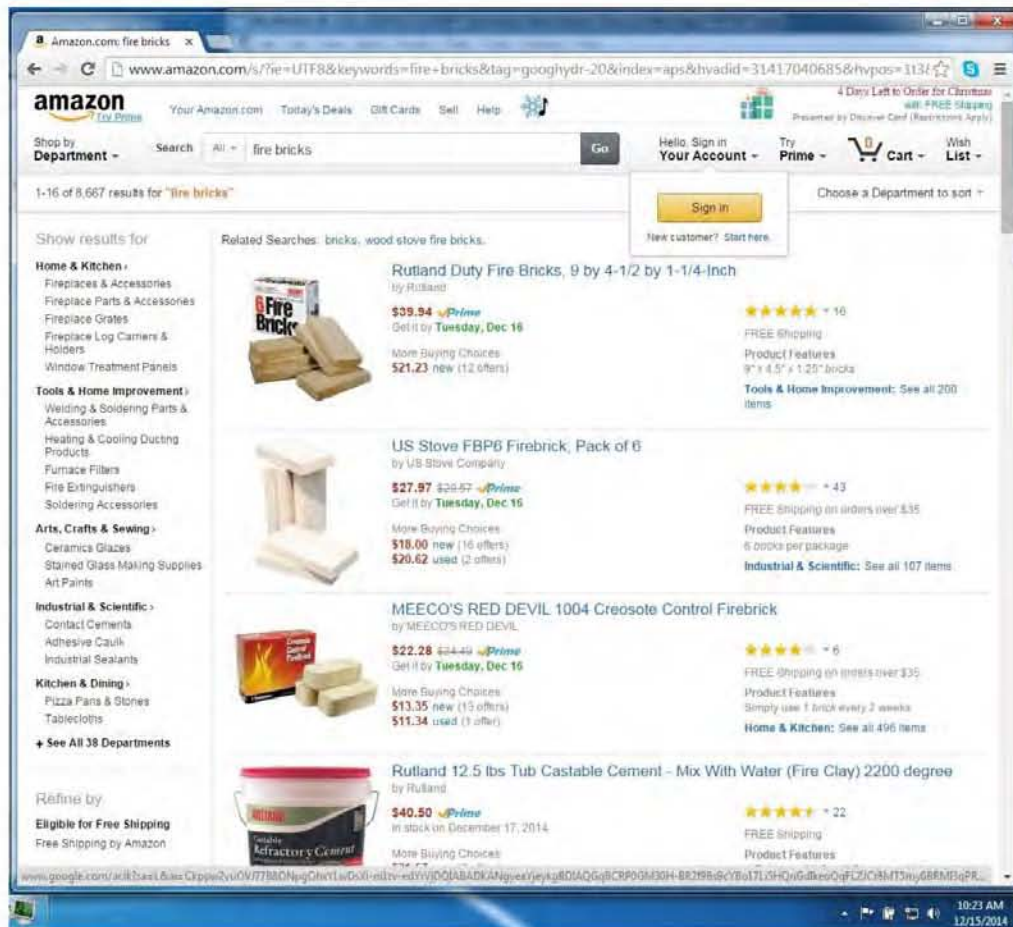 Amazon.com: fire bricks
www.amazon.com/s/?ie=UTF8&keywords=fire+bricks&tag=googhydr-20&index=aps&hvadid=31417040685&hvpos=
amazon
Try Prime
Your Amazon.com Today's Deals Gift Cards Sell Help
4 Days Left to Order for Christmas
with FREE Shipping
Presented by Discover Card (Restrictions Apply)
Shop by
Department
Search All fire bricks Go
Hello. Sign in
Your Account
Try
Prime
0
Cart
Wish
List
1-16 of 8,667 results for "fire bricks"
Sign in
New customer? Start here.
Choose a Department to sort
Show results for
Home & Kitchen
Fireplaces & Accessories
Fireplace Parts & Accessories
Fireplace Grates
Fireplace Log Carriers &
Holders
Window Treatment Panels
Tools & Home Improvement
Welding & Soldering Parts &
Accessories
Heating & Cooling Ducting
Products
Furnace Filters
Fire Extinguishers
Soldering Accessories
Arts, Crafts & Sewing
Ceramics Glazes
Stained Glass Making Supplies
Art Paints
Industrial & Scientific
Contact Cements
Adhesive Caulk
Industrial Sealants
Kitchen & Dining
Pizza Pans & Stones
Tablecloths
+ See All 38 Departments
Refine by
Eligible for Free Shipping
Free Shipping by Amazon
Related Searches: bricks, wood stove fire bricks.
6 Fire
Bricks
Rutland Duty Fire Bricks, 9 by 4-1/2 by 1-1/4-Inch
by Rutland
$39.94 Prime
Get it by Tuesday, Dec 16
More Buying Choices
$21.23 new (12 offers)
16
FREE Shipping
Product Features
9" x 4.5" x 1.25" bricks
Tools & Home Improvement: See all 200
items
US Stove FBP6 Firebrick, Pack of 6
by US Stove Company
$27.97 $29.57 Prime
Get it by Tuesday, Dec 16
More Buying Choices
$18.00 new (16 offers)
$20.62 used (2 offers)
43
FREE Shipping on orders over $35
Product Features
6 bricks per package
Industrial & Scientific: See all 107 items
Creosote
Control
Firebrick
MEECO'S RED DEVIL 1004 Creosote Control Firebrick
by MEECO'S RED DEVIL
$22.28 $24.49 Prime
Get it by Tuesday, Dec 16
More Buying Choices
$13.35 new (13 offers)
$11.34 used (1 offer)
6
FREE Shipping on orders over $35
Product Features
Simply use 1 brick every 2 weeks
Home & Kitchen: See all 496 items
RUTLAND
Castable
Refractory Cement
Rutland 12.5 lbs Tub Castable Cement - Mix With Water (Fire Clay) 2200 degree
by Rutland
$40.50 Prime
In stock on December 17, 2014
More Buying Choices
22
FREE Shipping
Product Features
10:23 AM
12/15/2014